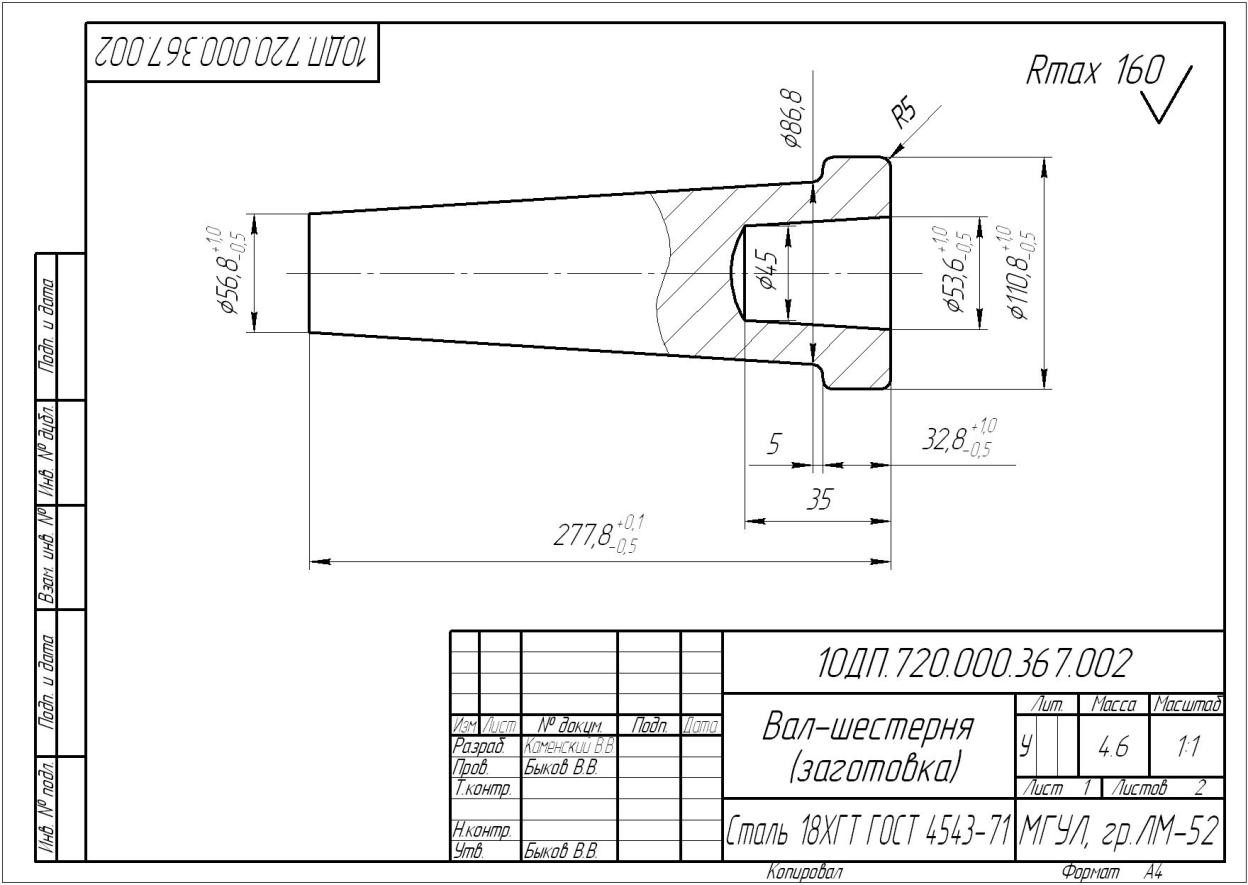 10ДП.720.000.367.002
Rmax 160
R5
φ86,8
φ56,8 +1,0 -0,5
φ45
φ53,6 +1,0 -0,5
φ110,8 +1,0 -0,5
5
32,8 +1,0 -0,5
35
277,8 +0,1 -0,5
Подп. и дата
Инв. № дубл.
Взам. инв. №
Подп. и дата
Инв. № подл.
10ДП.720.000.367.002
Изм. Лист № докум. Подп. Дата
Разраб. Каменский В.В.
Пров. Быков В.В.
Т.контр.
Н.контр.
Утв. Быков В.В.
Вал-шестерня
(заготовка)
Лит. Масса Масштаб
У 4.6 1:1
Лист 1 Листов 2
Сталь 18ХГТ ГОСТ 4543-71
МГУЛ, гр.ЛМ-52
Копировал Формат А4